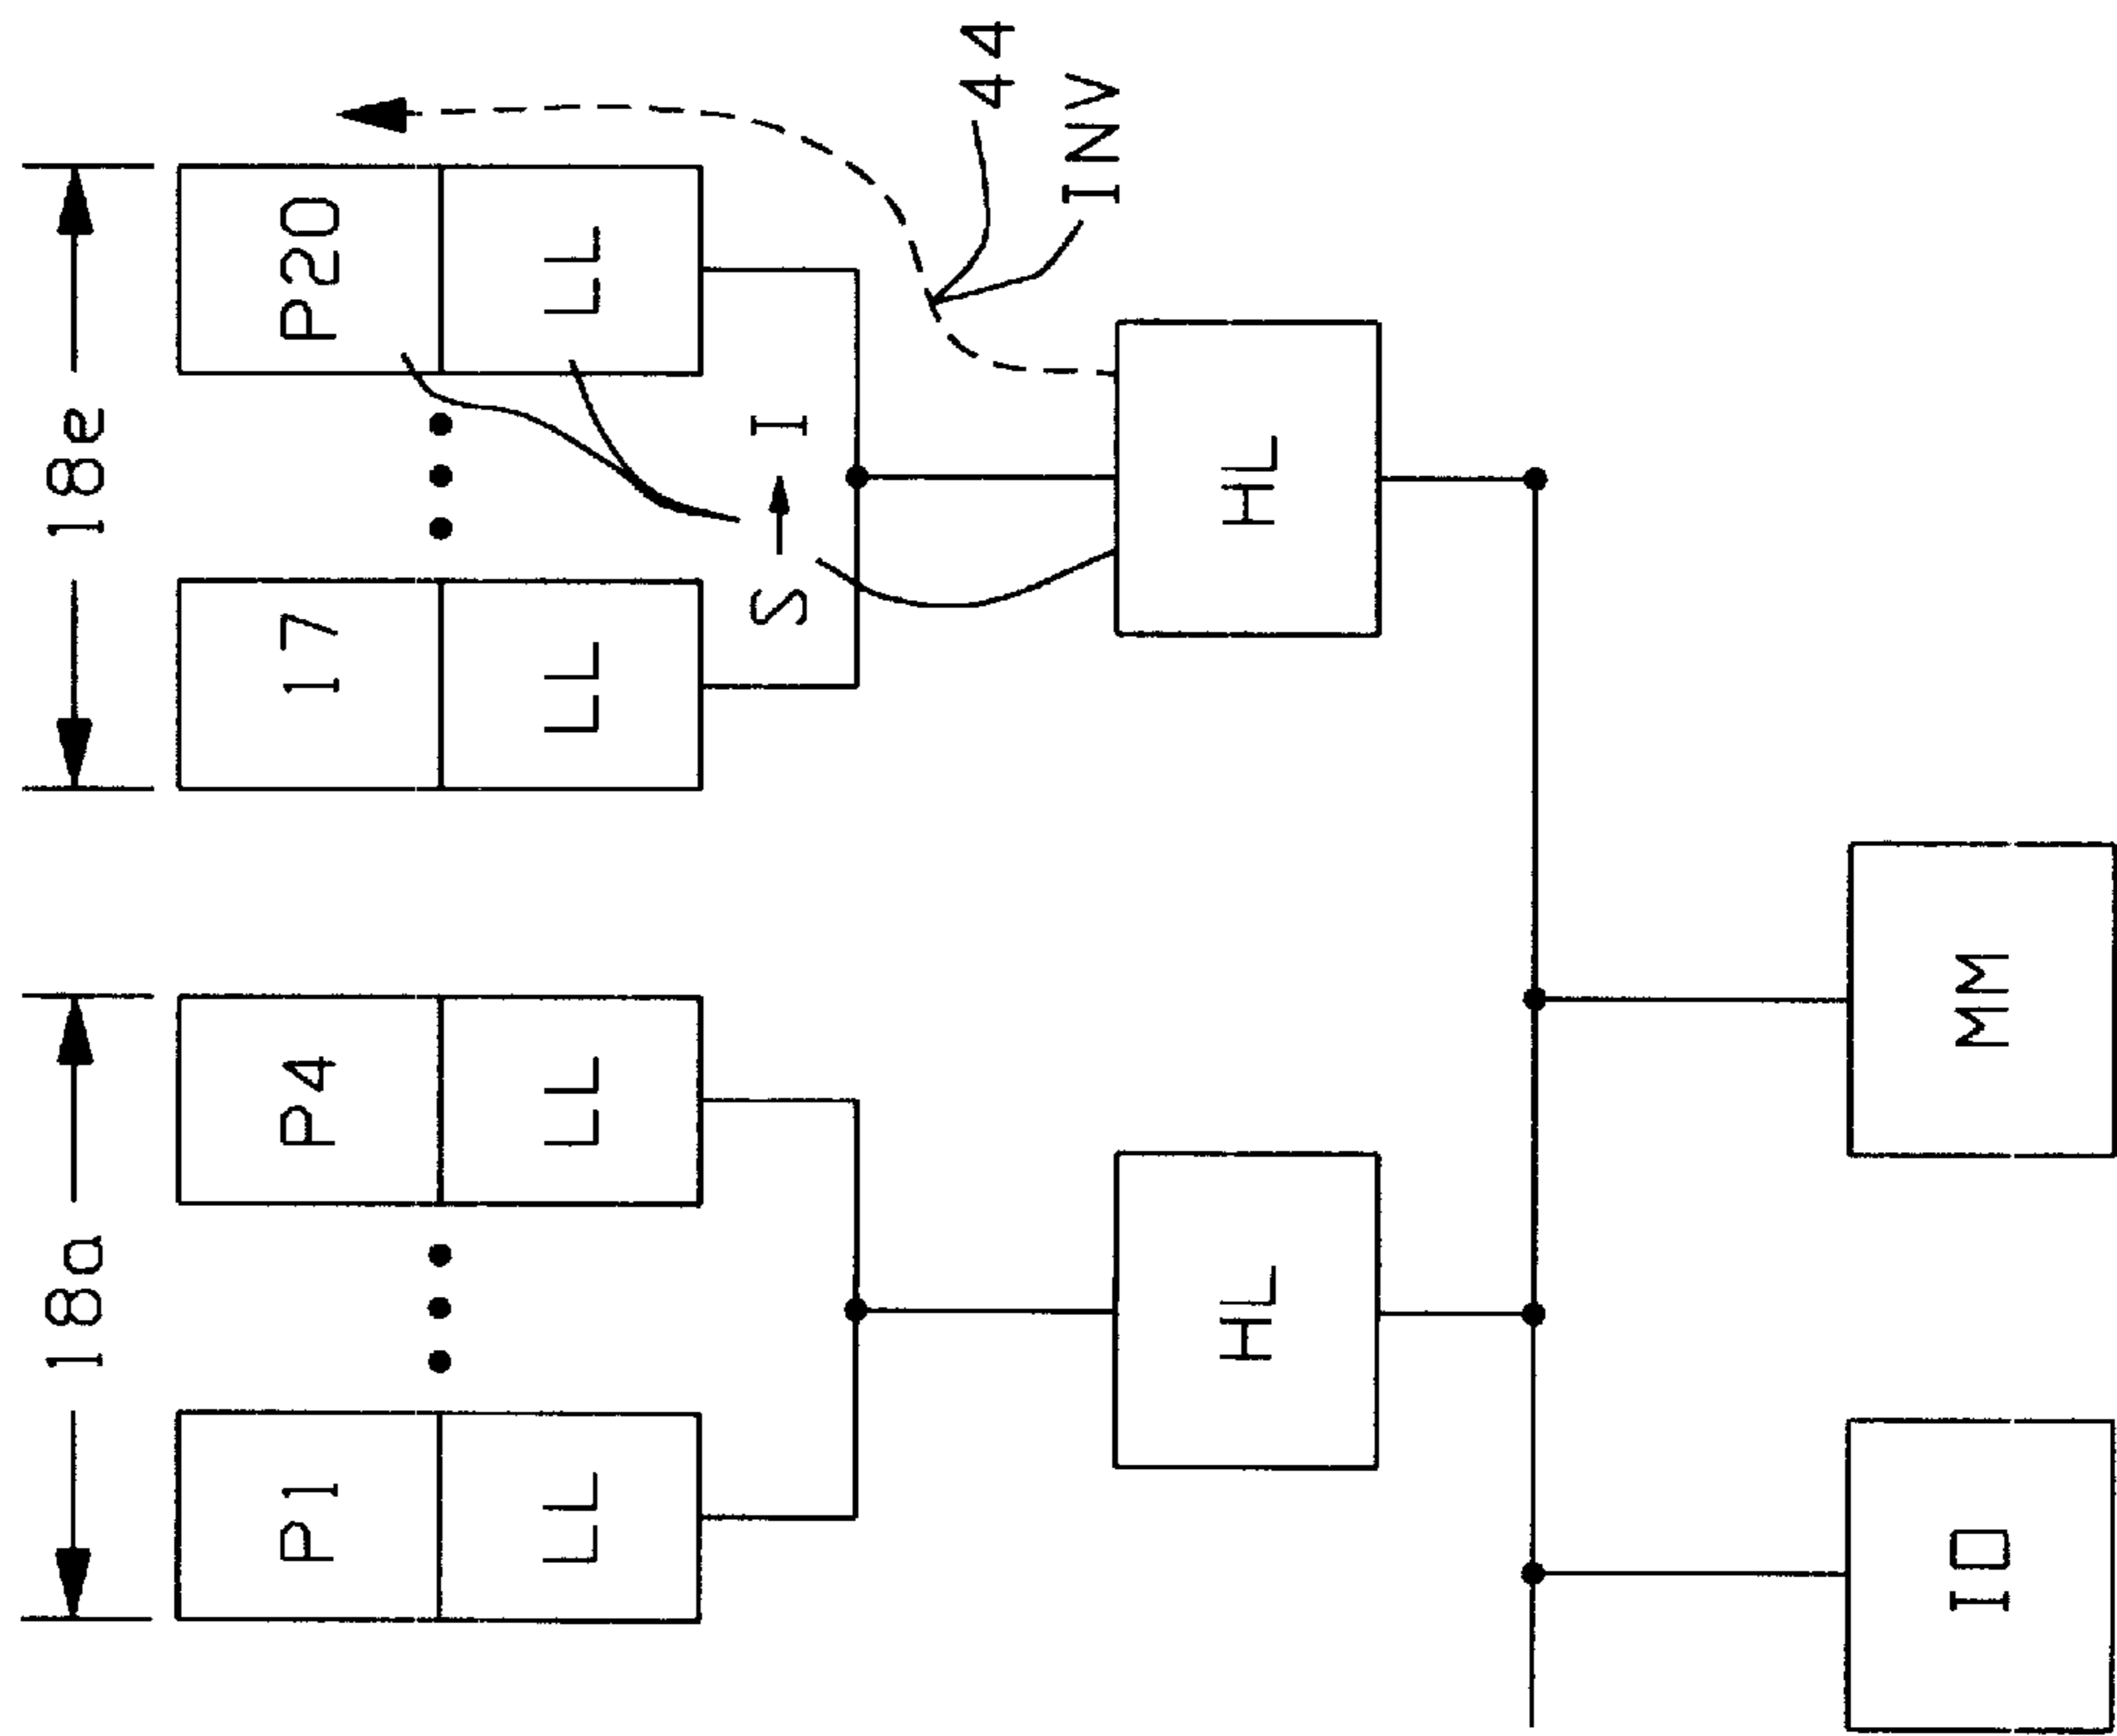 18a 18e
P1 P4 17 P20
LL LL LL LL
S → I
44
INV
HL HL
IO MM